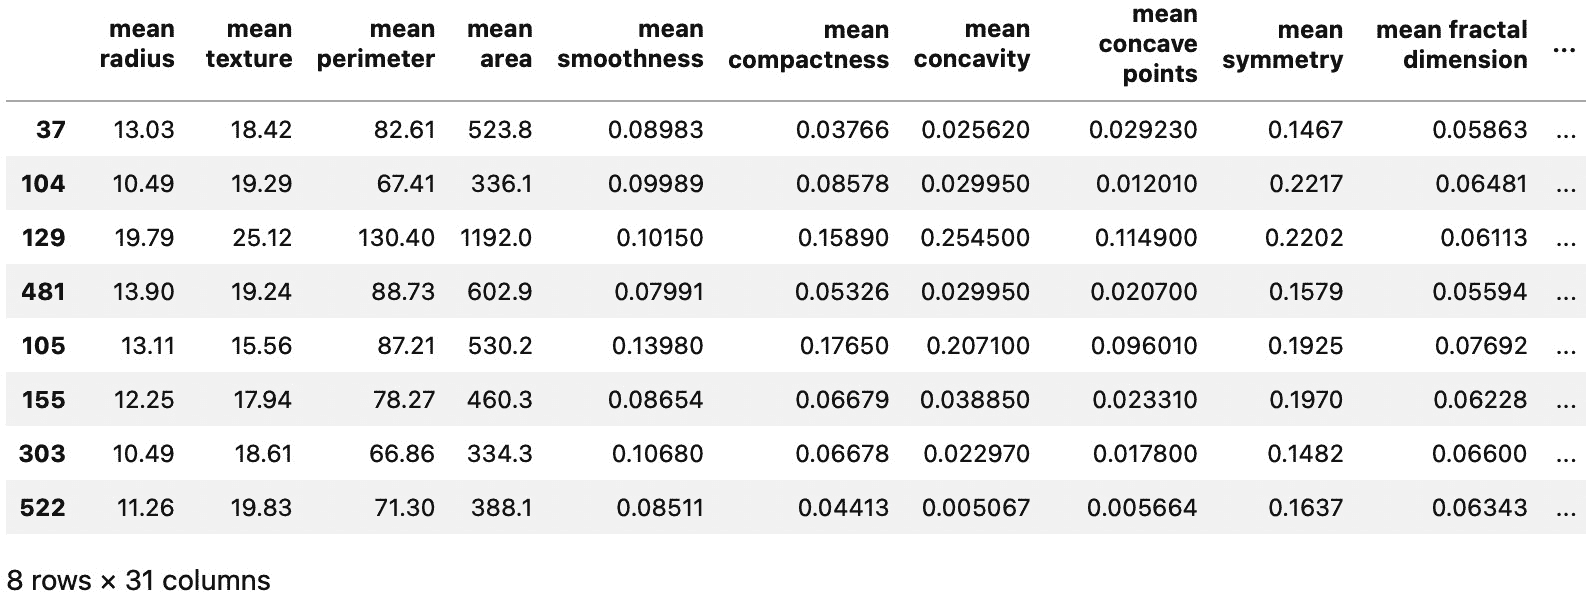 mean radius mean texture mean perimeter mean area mean smoothness mean compactness mean concavity mean concave points mean symmetry mean fractal dimension ...
37 13.03 18.42 82.61 523.8 0.08983 0.03766 0.025620 0.029230 0.1467 0.05863 ...
104 10.49 19.29 67.41 336.1 0.09989 0.08578 0.029950 0.012010 0.2217 0.06481 ...
129 19.79 25.12 130.40 1192.0 0.10150 0.15890 0.254500 0.114900 0.2202 0.06113 ...
481 13.90 19.24 88.73 602.9 0.07991 0.05326 0.029950 0.020700 0.1579 0.05594 ...
105 13.11 15.56 87.21 530.2 0.13980 0.17650 0.207100 0.096010 0.1925 0.07692 ...
155 12.25 17.94 78.27 460.3 0.08654 0.06679 0.038850 0.023310 0.1970 0.06228 ...
303 10.49 18.61 66.86 334.3 0.10680 0.06678 0.022970 0.017800 0.1482 0.06600 ...
522 11.26 19.83 71.30 388.1 0.08511 0.04413 0.005067 0.005664 0.1637 0.06343 ...
8 rows × 31 columns